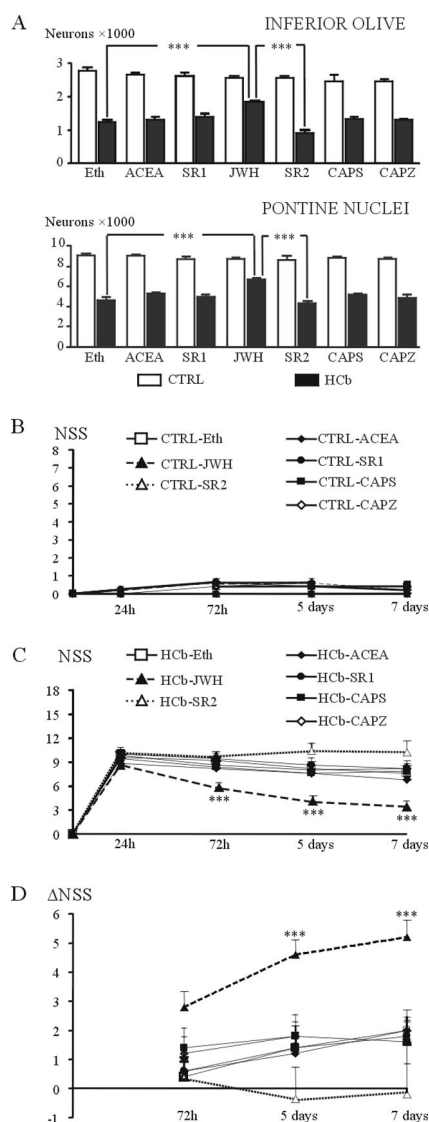 A
INFERIOR OLIVE
Neurons ×1000
*** ***
3
2
1
0
Eth ACEA SR1 JWH SR2 CAPS CAPZ
PONTINE NUCLEI
Neurons ×1000
*** ***
10
8
6
4
2
0
Eth ACEA SR1 JWH SR2 CAPS CAPZ
CTRL HCb
B
NSS
CTRL-Eth CTRL-ACEA
CTRL-JWH CTRL-SR1
CTRL-SR2 CTRL-CAPS
CTRL-CAPZ
8
7
6
5
4
3
2
1
0
24h 72h 5 days 7 days
C
NSS
HCb-Eth HCb-ACEA
HCb-JWH HCb-SR1
HCb-SR2 HCb-CAPS
HCb-CAPZ
18
15
12
9
6
3
0
*** *** ***
24h 72h 5 days 7 days
D
ΔNSS
6
5
4
3
2
1
0
-1
*** ***
72h 5 days 7 days